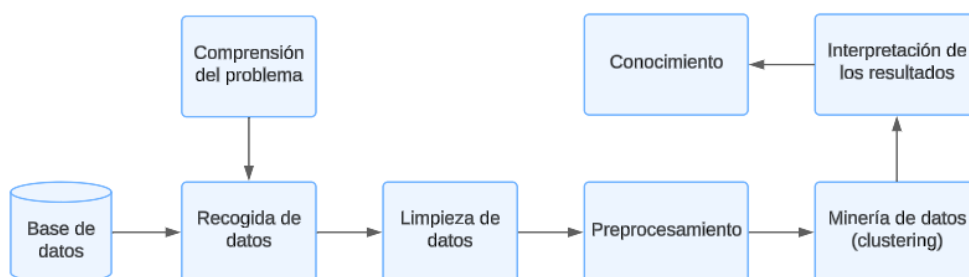 Comprensión
del problema
Conocimiento
Interpretación de
los resultados
Base de
datos
Recogida de
datos
Limpieza de
datos
Preprocesamiento
Minería de datos
(clustering)